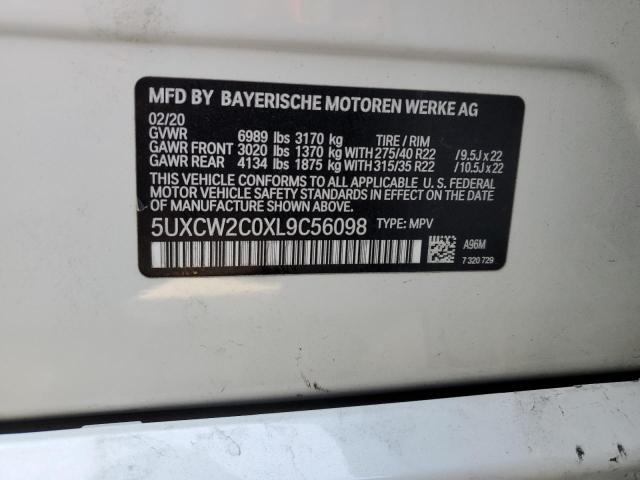 MFD BY BAYERISCHE MOTOREN WERKE AG
02/20
GVWR 6989 lbs 3170 kg TIRE / RIM
GAWR FRONT 3020 lbs 1370 kg WITH 275/40 R22 /9.5J x 22
GAWR REAR 4134 lbs 1875 kg WITH 315/35 R22 /10.5J x 22
THIS VEHICLE CONFORMS TO ALL APPLICABLE U. S. FEDERAL
MOTOR VEHICLE SAFETY STANDARDS IN EFFECT ON THE
DATE OF MANUFACTURE SHOWN ABOVE.
5UXCW2C0XL9C56098 TYPE: MPV
A96M
7 320 729